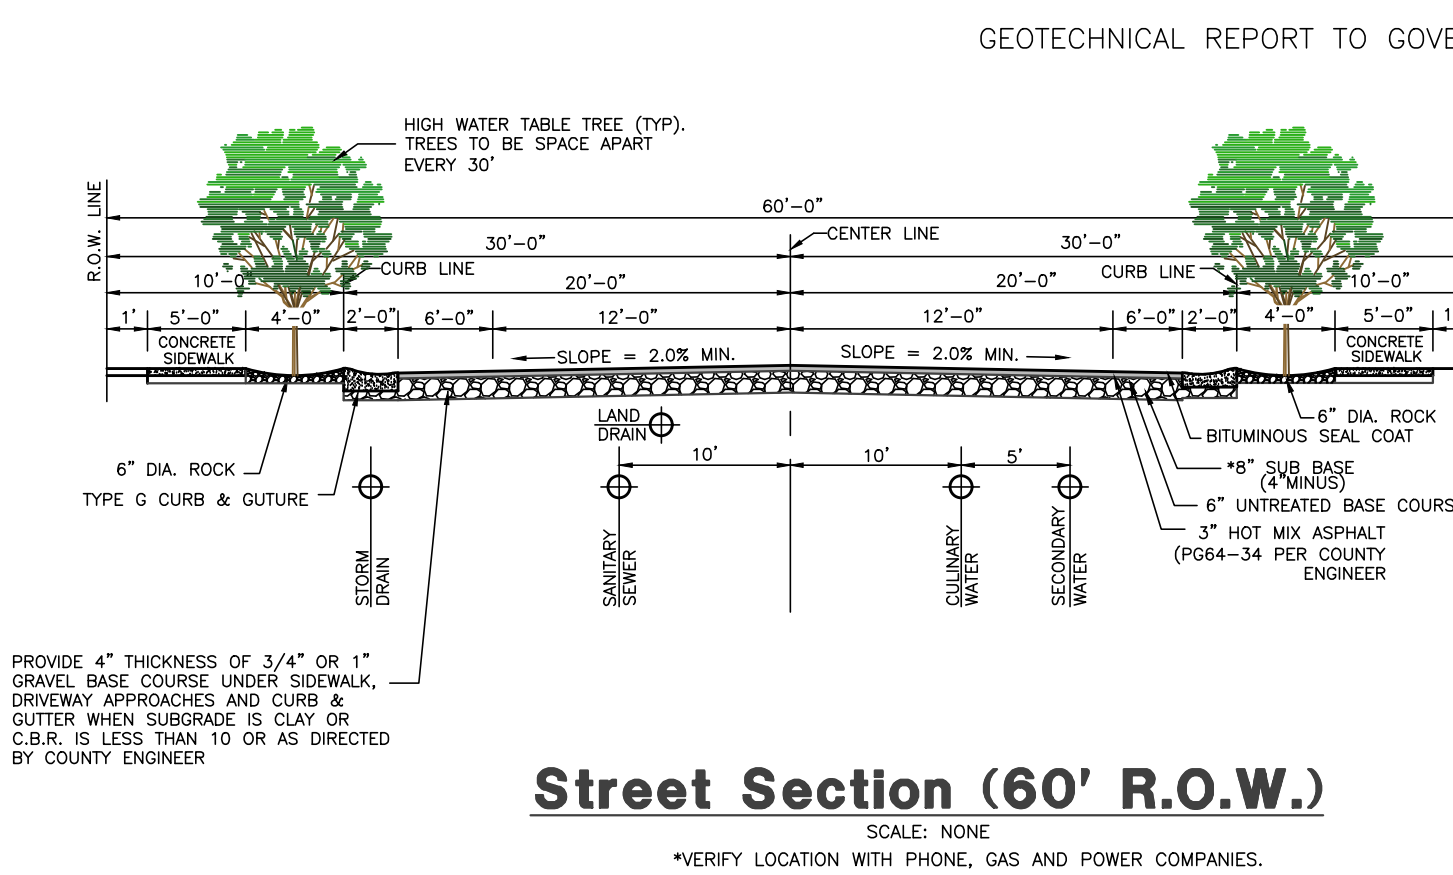 GEOTECHNICAL REPORT TO GOVE
HIGH WATER TABLE TREE (TYP).
TREES TO BE SPACE APART
EVERY 30'
R.O.W. LINE
60'-0"
30'-0"
CENTER LINE
30'-0"
CURB LINE
CURB LINE
10'-0"
20'-0"
20'-0"
10'-0"
1'
5'-0"
4'-0"
2'-0"
6'-0"
12'-0"
12'-0"
6'-0"
2'-0"
4'-0"
5'-0"
1
CONCRETE
SIDEWALK
SLOPE = 2.0% MIN.
SLOPE = 2.0% MIN.
CONCRETE
SIDEWALK
LAND
DRAIN
6" DIA. ROCK
BITUMINOUS SEAL COAT
10'
10'
5'
6" DIA. ROCK
TYPE G CURB & GUTURE
*8" SUB BASE
(4"MINUS)
6" UNTREATED BASE COURS
3" HOT MIX ASPHALT
(PG64-34 PER COUNTY
ENGINEER
STORM
DRAIN
SANITARY
SEWER
CULINARY
WATER
SECONDARY
WATER
PROVIDE 4" THICKNESS OF 3/4" OR 1"
GRAVEL BASE COURSE UNDER SIDEWALK,
DRIVEWAY APPROACHES AND CURB &
GUTTER WHEN SUBGRADE IS CLAY OR
C.B.R. IS LESS THAN 10 OR AS DIRECTED
BY COUNTY ENGINEER
Street Section (60' R.O.W.)
SCALE: NONE
*VERIFY LOCATION WITH PHONE, GAS AND POWER COMPANIES.